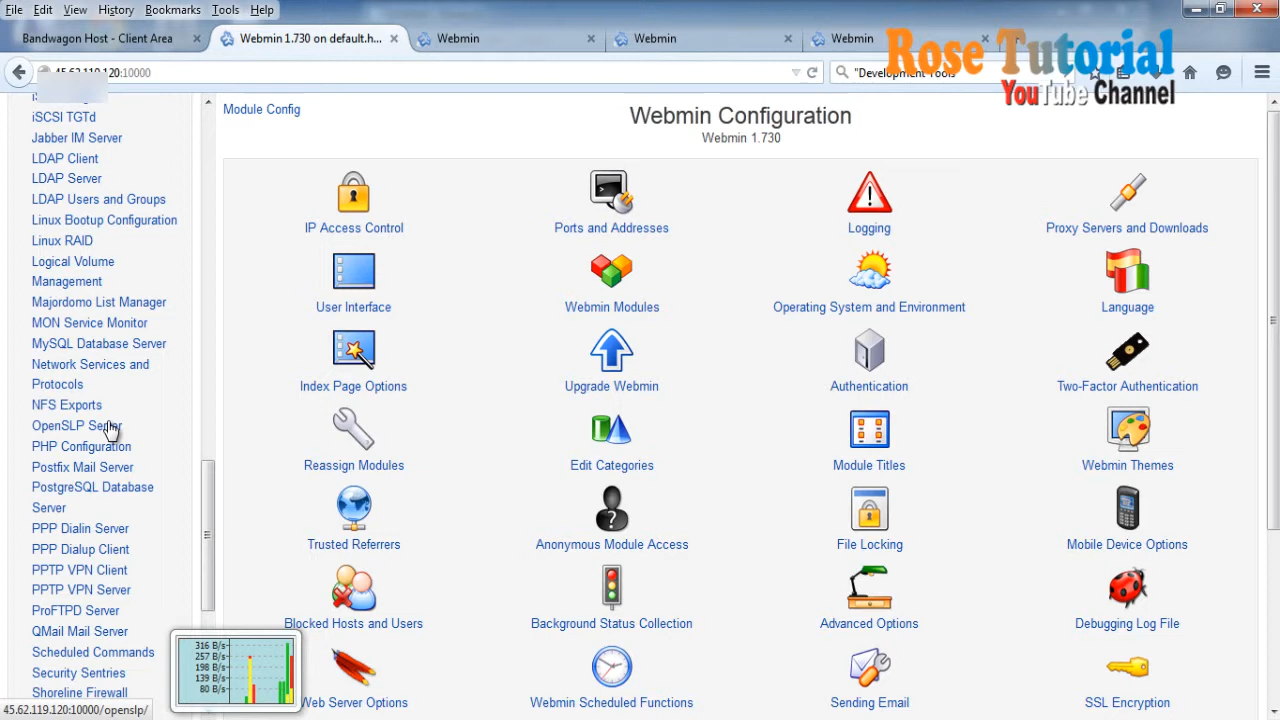 File Edit View History Bookmarks Tools Help
Bandwagon Host - Client Area
Webmin 1.730 on default.h...
Webmin
Webmin
Webmin
Rose Tutorial
YouTube Channel
45.62.119.120:10000
"Development Tools"
iSCSI TGTd
Jabber IM Server
LDAP Client
LDAP Server
LDAP Users and Groups
Linux Bootup Configuration
Linux RAID
Logical Volume
Management
Majordomo List Manager
MON Service Monitor
MySQL Database Server
Network Services and
Protocols
NFS Exports
OpenSLP Server
PHP Configuration
Postfix Mail Server
PostgreSQL Database
Server
PPP Dialin Server
PPP Dialup Client
PPTP VPN Client
PPTP VPN Server
ProFTPD Server
QMail Mail Server
Scheduled Commands
Security Sentries
Shoreline Firewall
45.62.119.120:10000/openslp/
316 B/s
257 B/s
198 B/s
139 B/s
80 B/s
Module Config
Webmin Configuration
Webmin 1.730
IP Access Control
Ports and Addresses
Logging
Proxy Servers and Downloads
User Interface
Webmin Modules
Operating System and Environment
Language
Index Page Options
Upgrade Webmin
Authentication
Two-Factor Authentication
Reassign Modules
Edit Categories
Module Titles
Webmin Themes
Trusted Referrers
Anonymous Module Access
File Locking
Mobile Device Options
Blocked Hosts and Users
Background Status Collection
Advanced Options
Debugging Log File
Web Server Options
Webmin Scheduled Functions
Sending Email
SSL Encryption